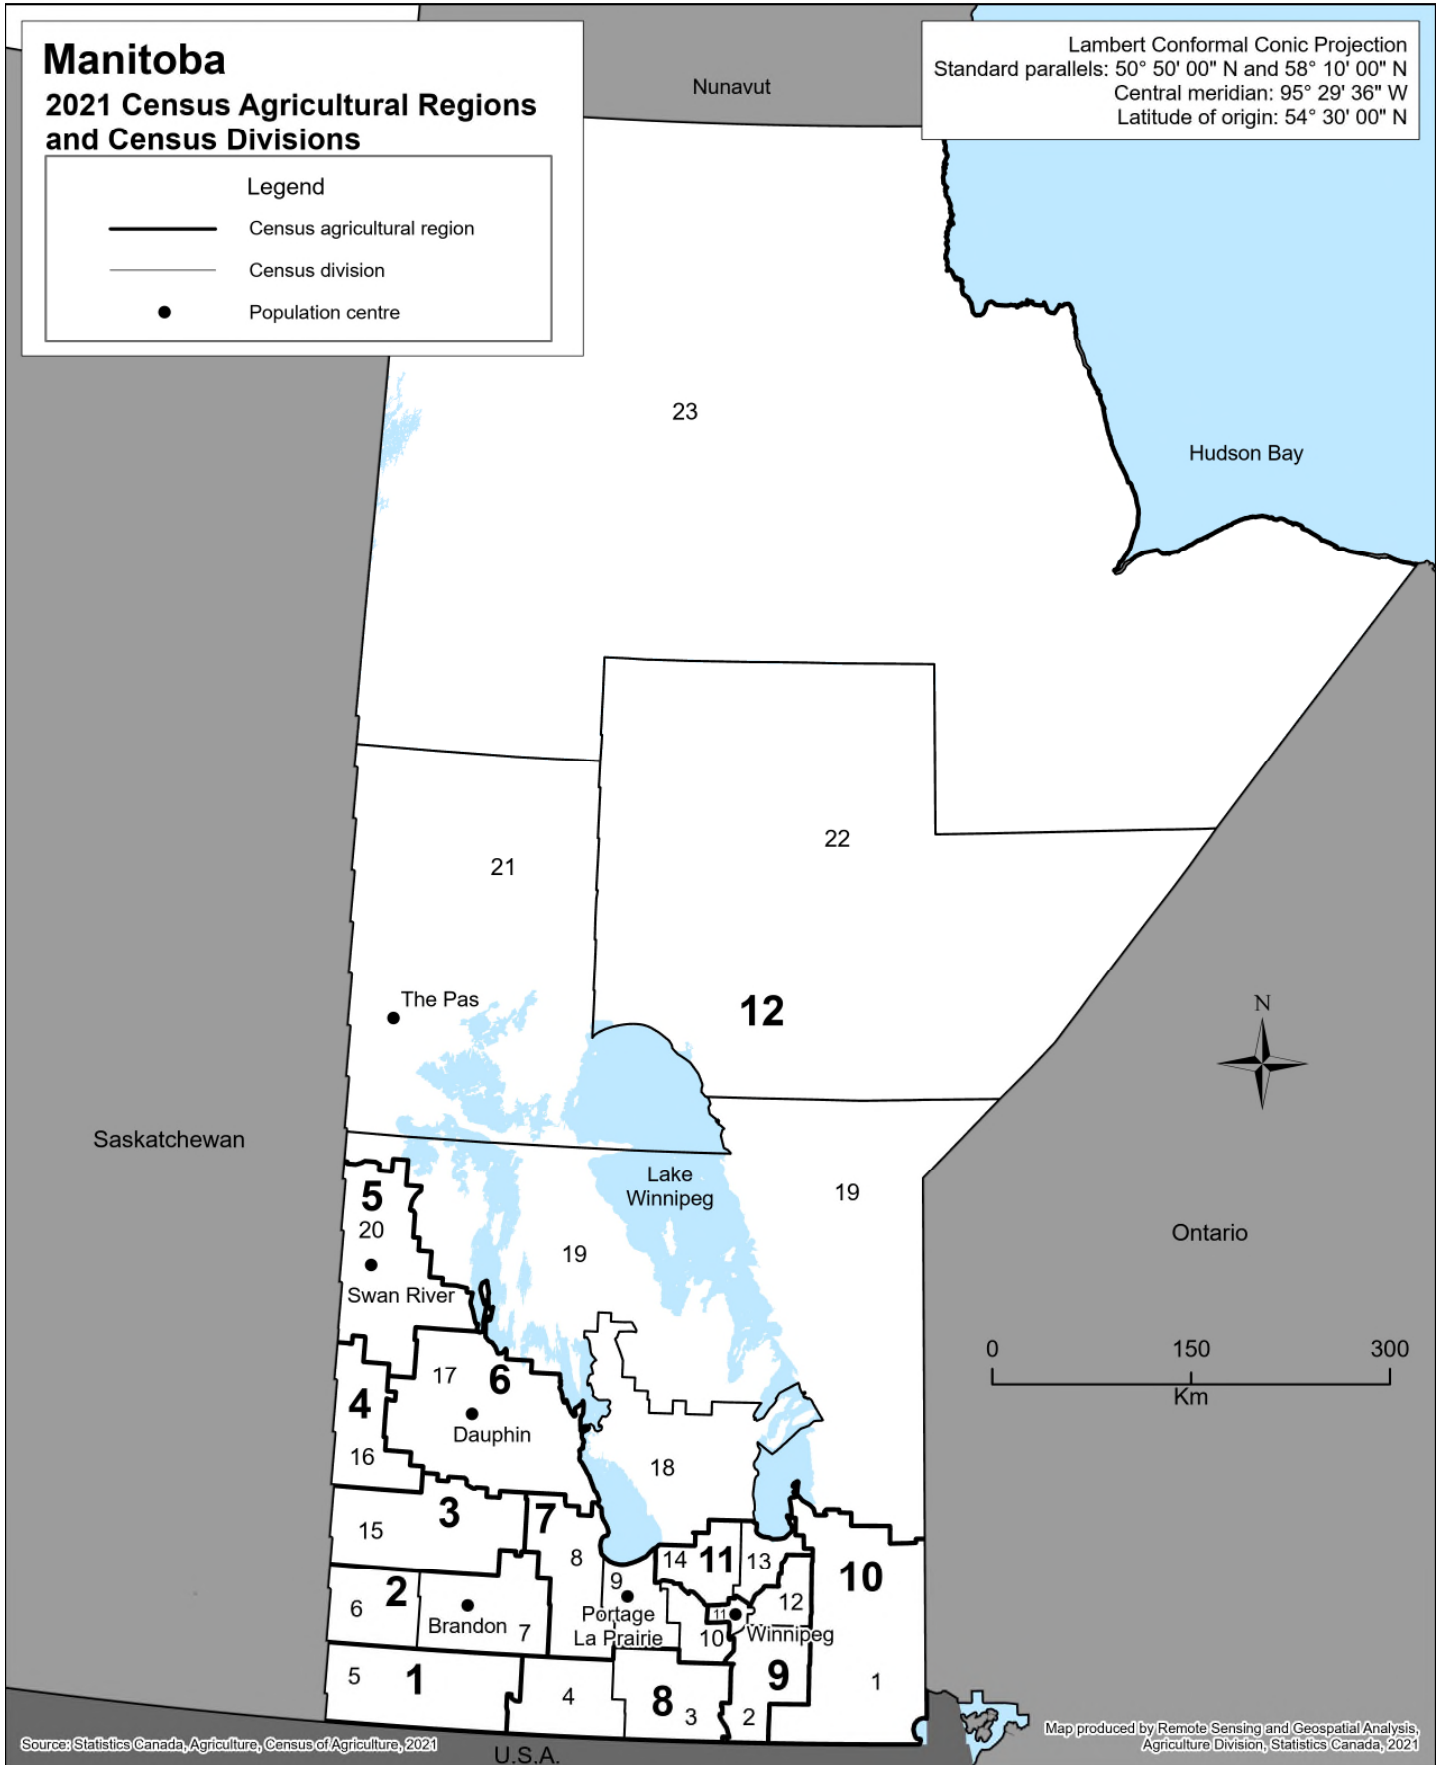 Manitoba
2021 Census Agricultural Regions
and Census Divisions
Legend
Census agricultural region
Census division
Population centre
Nunavut
Lambert Conformal Conic Projection
Standard parallels: 50° 50' 00" N and 58° 10' 00" N
Central meridian: 95° 29' 36" W
Latitude of origin: 54° 30' 00" N
23
Hudson Bay
22
21
The Pas
12
N
Saskatchewan
Lake
Winnipeg
19
5
20
Ontario
19
Swan River
0 150 300
Km
17
6
4
Dauphin
16
18
3
7
15
8
14
11
13
10
9
2
6
Brandon
7
Portage
La Prairie
11
12
10
Winnipeg
5
1
4
8
3
9
2
1
Source: Statistics Canada, Agriculture, Census of Agriculture, 2021
U.S.A.
Map produced by Remote Sensing and Geospatial Analysis,
Agriculture Division, Statistics Canada, 2021